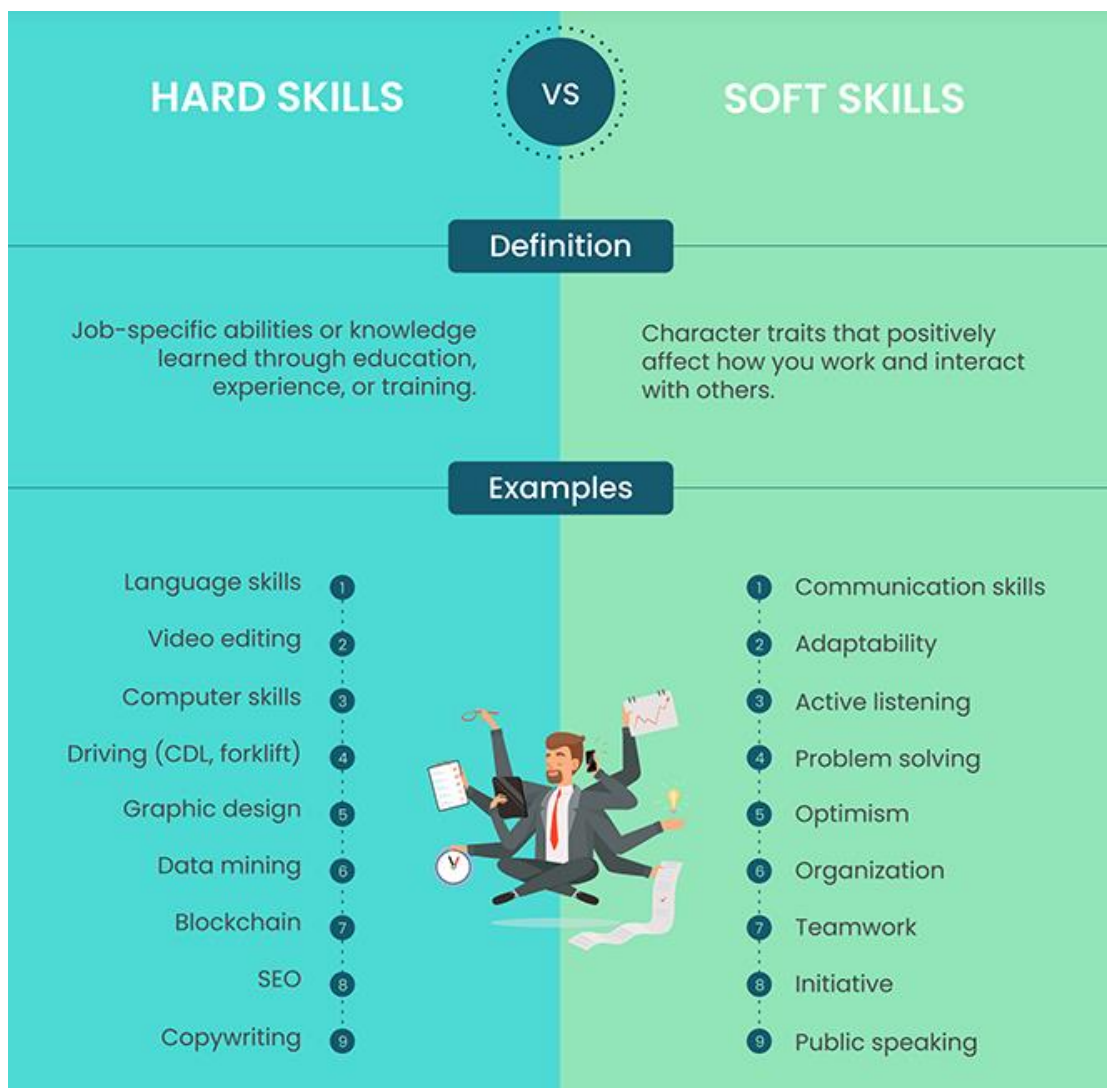 HARD SKILLS
VS
SOFT SKILLS
Definition
Job-specific abilities or knowledge
learned through education,
experience, or training.
Character traits that positively
affect how you work and interact
with others.
Examples
Language skills 1
Video editing 2
Computer skills 3
Driving (CDL, forklift) 4
Graphic design 5
Data mining 6
Blockchain 7
SEO 8
Copywriting 9
1 Communication skills
2 Adaptability
3 Active listening
4 Problem solving
5 Optimism
6 Organization
7 Teamwork
8 Initiative
9 Public speaking